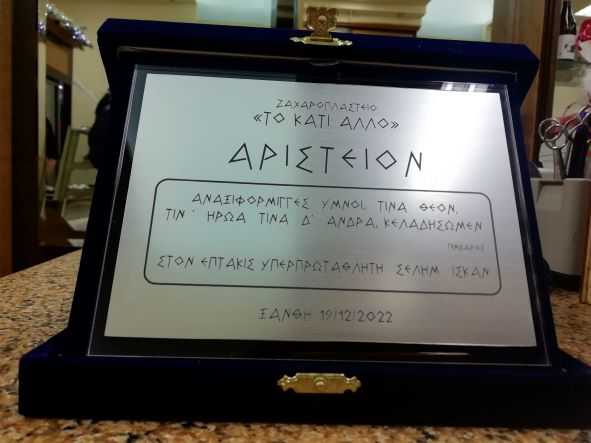 ΖΑΧΑΡΟΠΛΑΣΤΕΙΟ
«ΤΟ ΚΑΤΙ ΑΛΛΟ»
ΑΡΙΣΤΕΙΟΝ
ΑΝΑΞΙΦΟΡΜΙΓΓΕΣ ΥΜΝΟΙ, ΤΙΝΑ ΘΕΟΝ,
ΤΙΝ' ΗΡΩΑ ΤΙΝΑ Δ' ΑΝΔΡΑ, ΚΕΛΑΔΗΣΩΜΕΝ
ΠΙΝΔΑΡΟΣ
ΣΤΟΝ ΕΠΤΑΚΙΣ ΥΠΕΡΠΡΩΤΑΘΛΗΤΗ ΣΕΛΗΜ ΙΣΚΑΝ
ΞΑΝΘΗ 19/12/2022